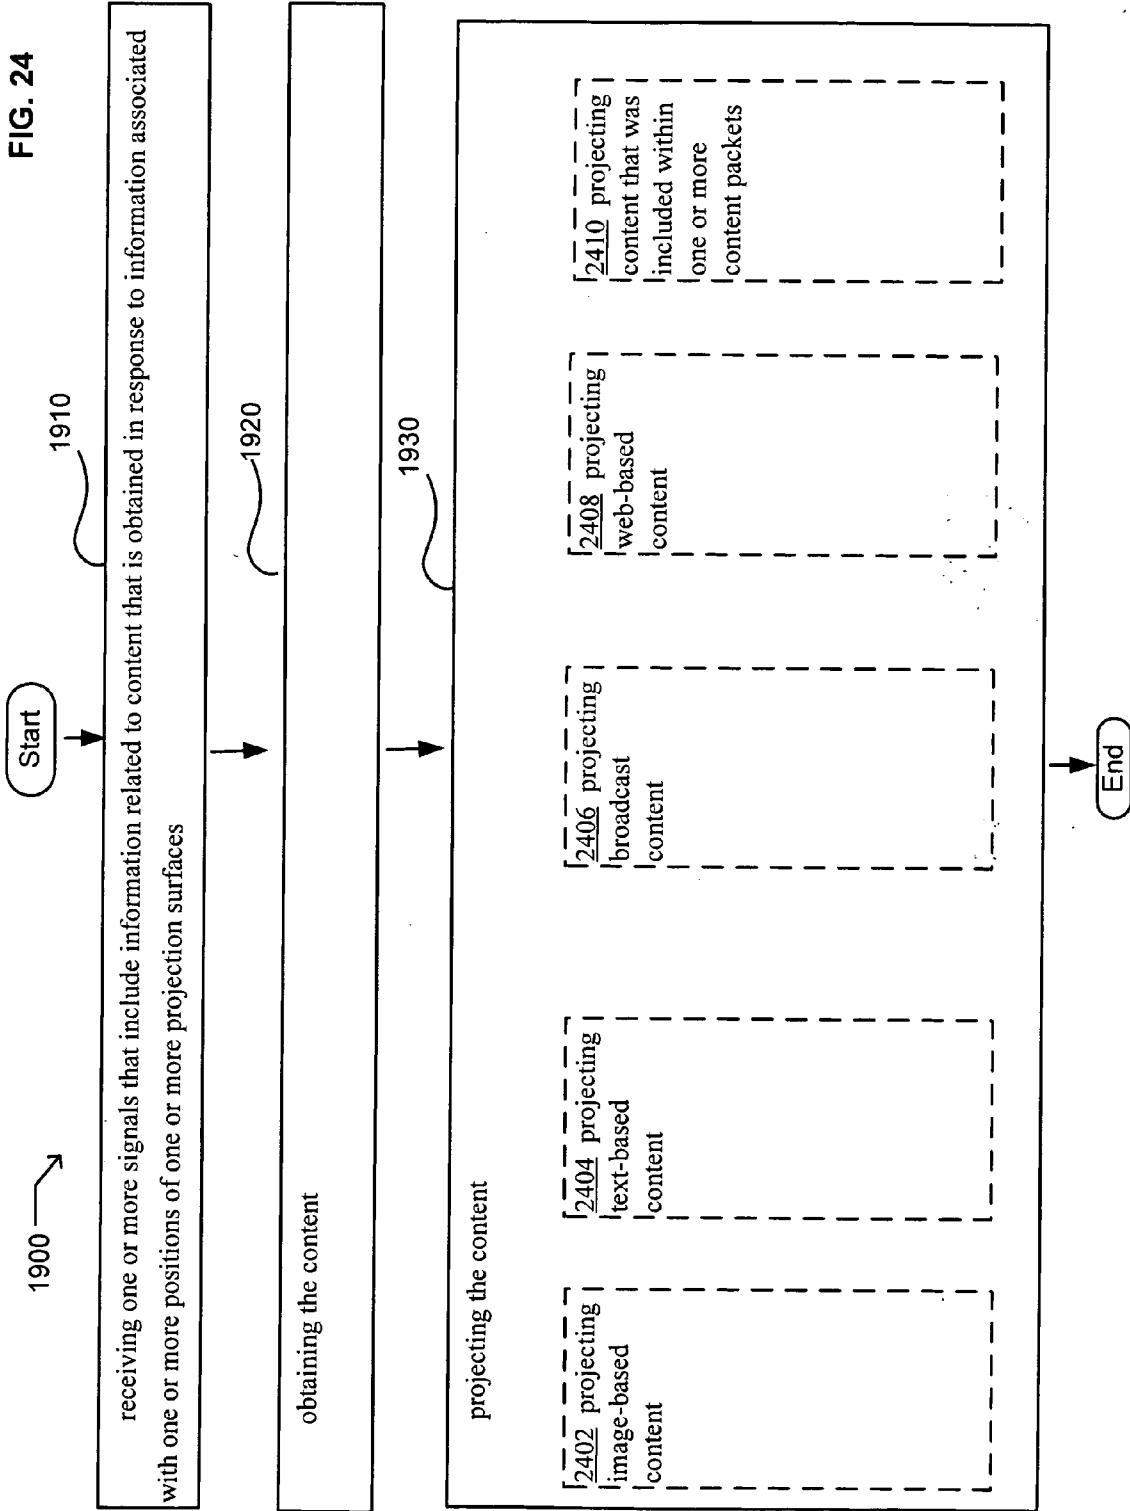 FIG. 24
1900
Start
1910
receiving one or more signals that include information related to content that is obtained in response to information associated
with one or more positions of one or more projection surfaces
1920
obtaining the content
1930
projecting the content
2402 projecting
image-based
content
2404 projecting
text-based
content
2406 projecting
broadcast
content
2408 projecting
web-based
content
2410 projecting
content that was
included within
one or more
content packets
End